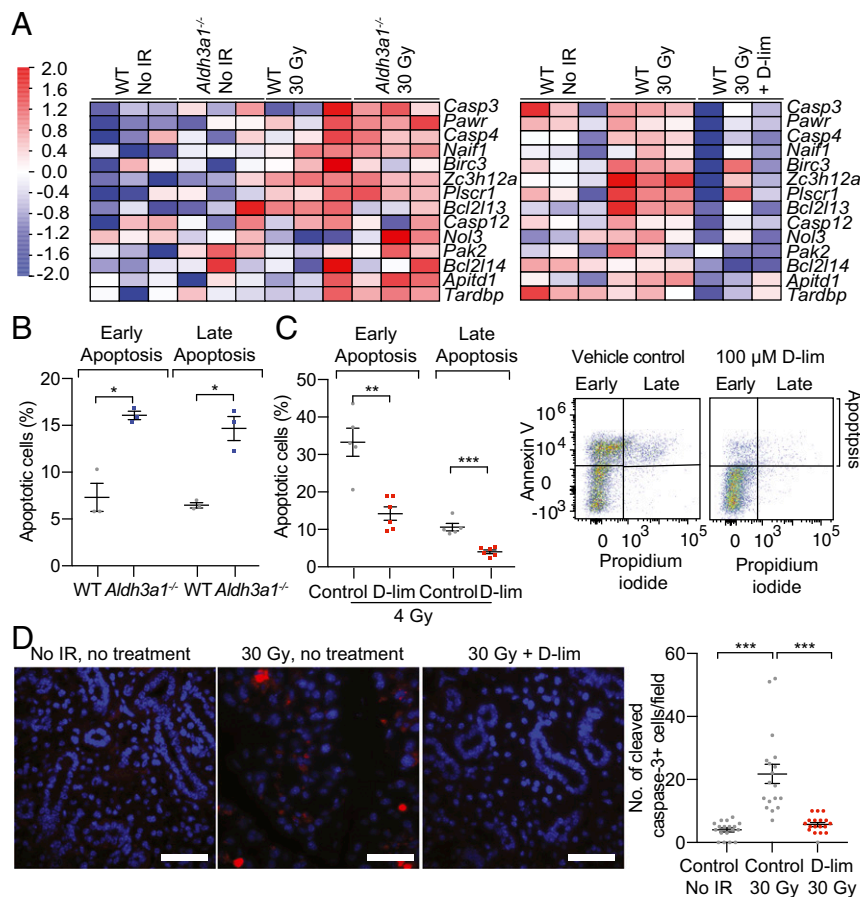 A
WT
No IR
Aldh3a1-/-
No IR
WT
30 Gy
Aldh3a1-/-
30 Gy
WT
No IR
WT
30 Gy
WT
30 Gy
+ D-lim
2.0
1.6
1.2
0.8
0.4
0
-0.4
-0.8
-1.2
-1.6
-2.0
Casp3
Pawr
Casp4
Naif1
Birc3
Zc3h12a
Plscr1
Bcl2l13
Casp12
Nol3
Pak2
Bcl2l14
Apitd1
Tardbp
Casp3
Pawr
Casp4
Naif1
Birc3
Zc3h12a
Plscr1
Bcl2l13
Casp12
Nol3
Pak2
Bcl2l14
Apitd1
Tardbp
B
Early
Apoptosis
Late
Apoptosis
Apoptotic cells (%)
20
15
10
5
0
*
*
WT Aldh3a1-/- WT Aldh3a1-/-
C
Early
Apoptosis
Late
Apoptosis
Apoptotic cells (%)
50
40
30
20
10
0
**
***
Control D-lim Control D-lim
4 Gy
Vehicle control
100 µM D-lim
Early Late
Early Late
Apoptpsis
Annexin V
10^6
10^4
0
-10^3
0 10^3 10^5
0 10^3 10^5
Propidium
iodide
Propidium
iodide
D
No IR, no treatment
30 Gy, no treatment
30 Gy + D-lim
No. of cleaved
caspase-3+ cells/field
60
40
20
0
***
***
Control
No IR
Control
30 Gy
D-lim
30 Gy